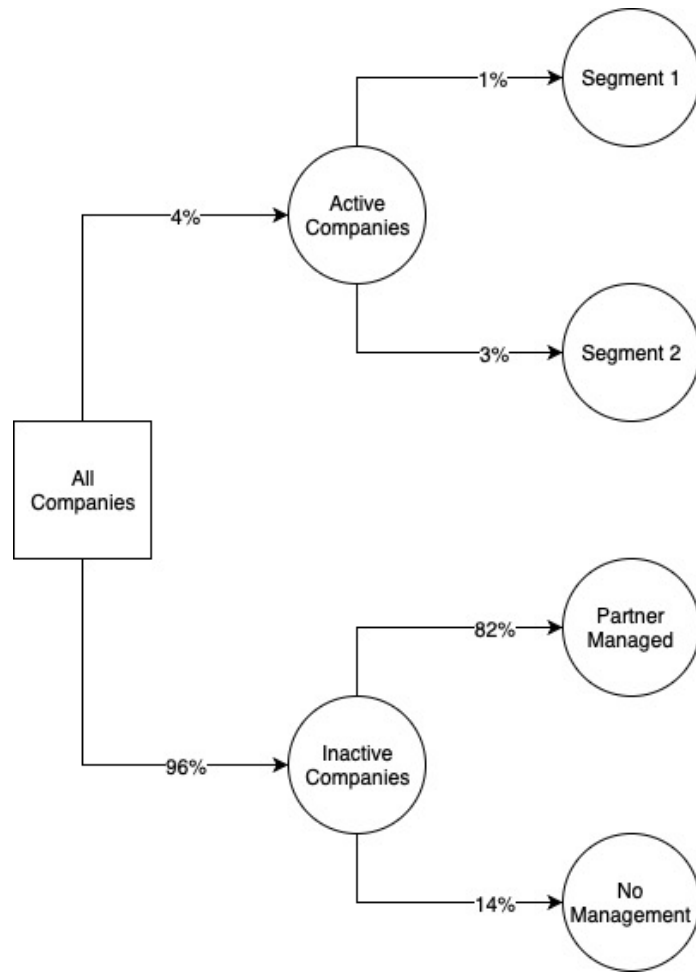 1%
Segment 1
Active
Companies
4%
3%
Segment 2
All
Companies
Partner
Managed
82%
Inactive
Companies
96%
14%
No
Management